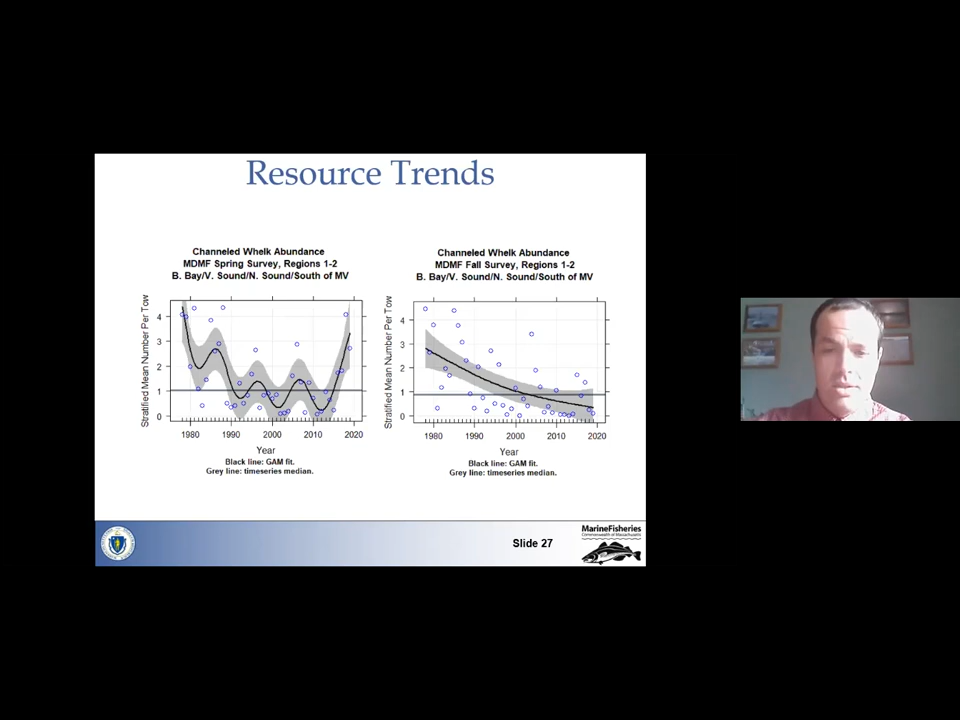 Resource Trends
Channeled Whelk Abundance
MDMF Spring Survey, Regions 1-2
B. Bay/V. Sound/N. Sound/South of MV
Stratified Mean Number Per Tow
4
3
2
1
0
1980 1990 2000 2010 2020
Year
Black line: GAM fit.
Grey line: timeseries median.
Channeled Whelk Abundance
MDMF Fall Survey, Regions 1-2
B. Bay/V. Sound/N. Sound/South of MV
Stratified Mean Number Per Tow
4
3
2
1
0
1980 1990 2000 2010 2020
Year
Black line: GAM fit.
Grey line: timeseries median.
Slide 27
MarineFisheries
Commonwealth of Massachusetts